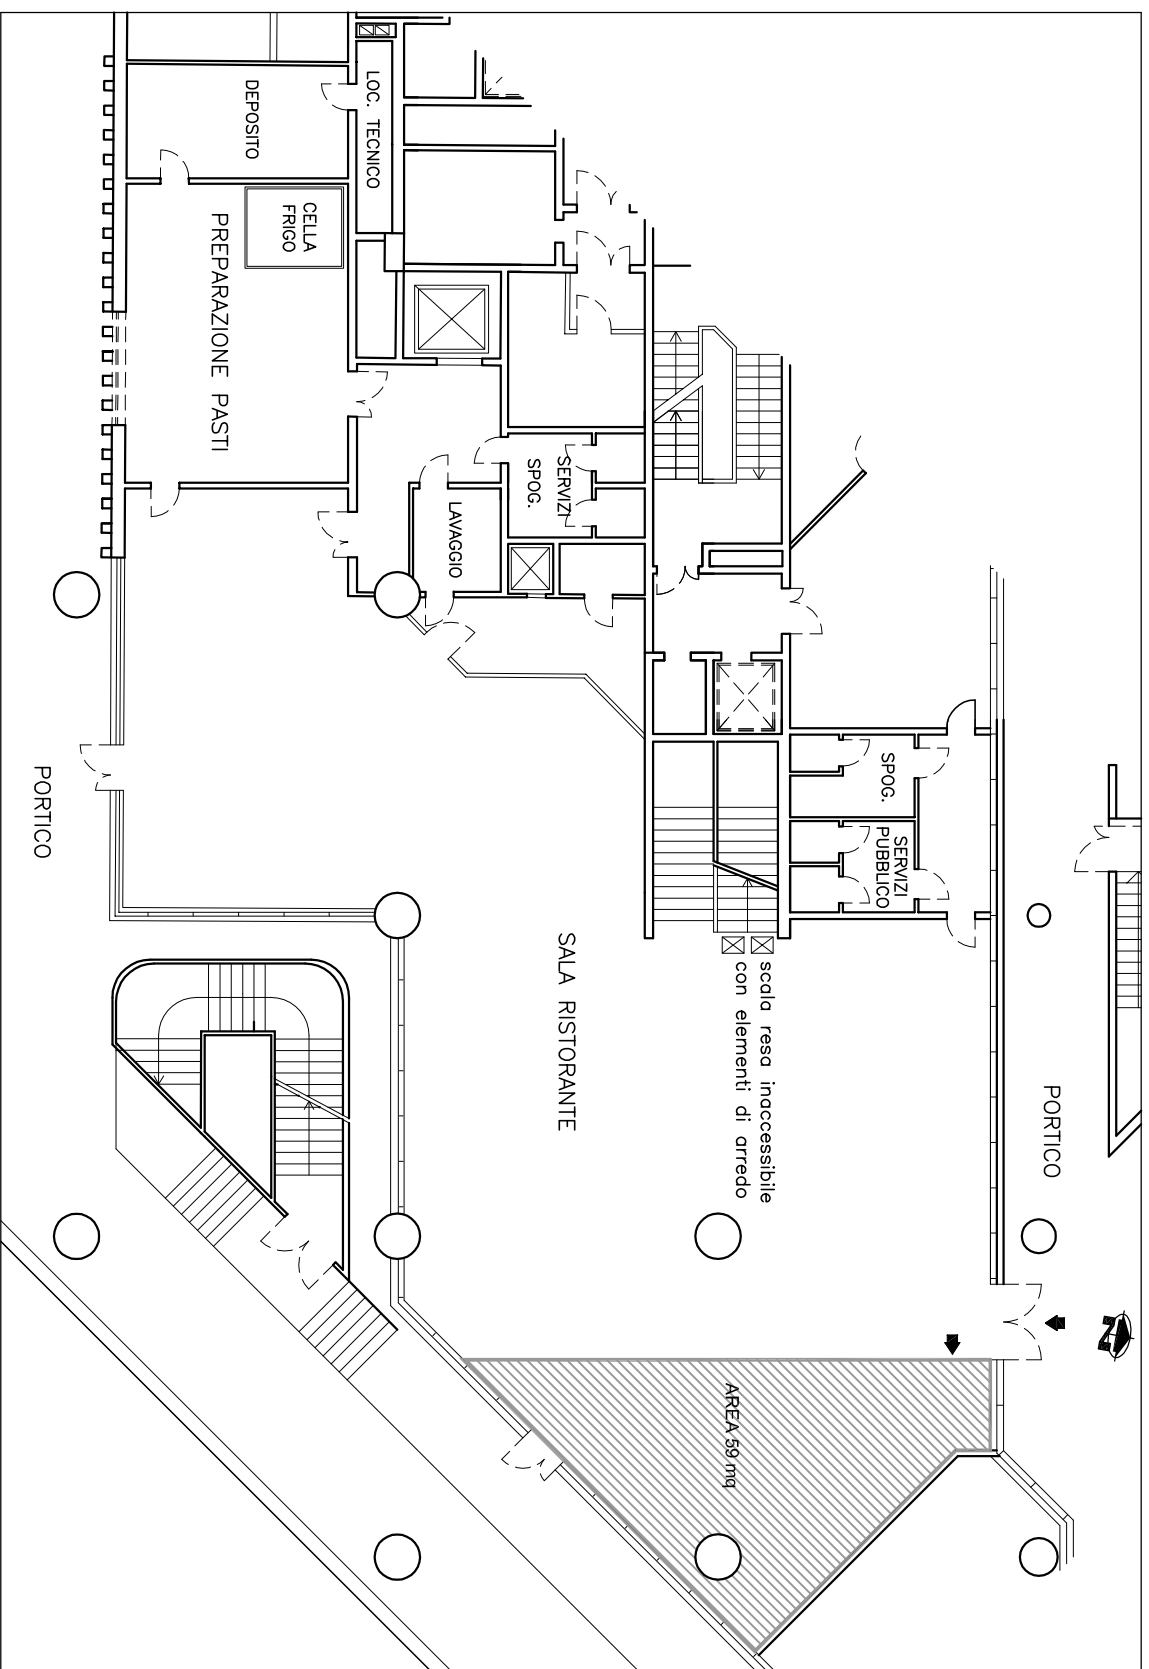 DEPOSITO
LOC. TECNICO
CELLA
FRIGO
PREPARAZIONE PASTI
SERVIZI
SPOG.
LAVAGGIO
PORTICO
SPOG.
SERVIZI
PUBBLICO
SALA RISTORANTE
scala resa inaccessibile
con elementi di arredo
PORTICO
N
AREA 59 mq